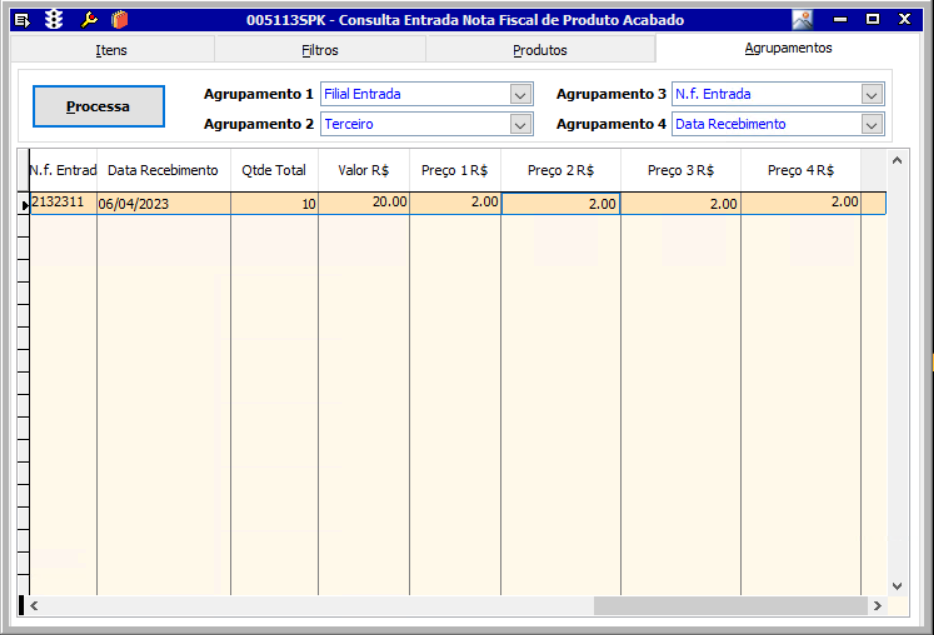 005113SPK - Consulta Entrada Nota Fiscal de Produto Acabado
Itens Filtros Produtos Agrupamentos
Processa
Agrupamento 1 Filial Entrada Agrupamento 3 N.f. Entrada
Agrupamento 2 Terceiro Agrupamento 4 Data Recebimento
N.f. Entrad Data Recebimento Qtde Total Valor R$ Preço 1 R$ Preço 2 R$ Preço 3 R$ Preço 4 R$
2132311 06/04/2023 10 20.00 2.00 2.00 2.00 2.00